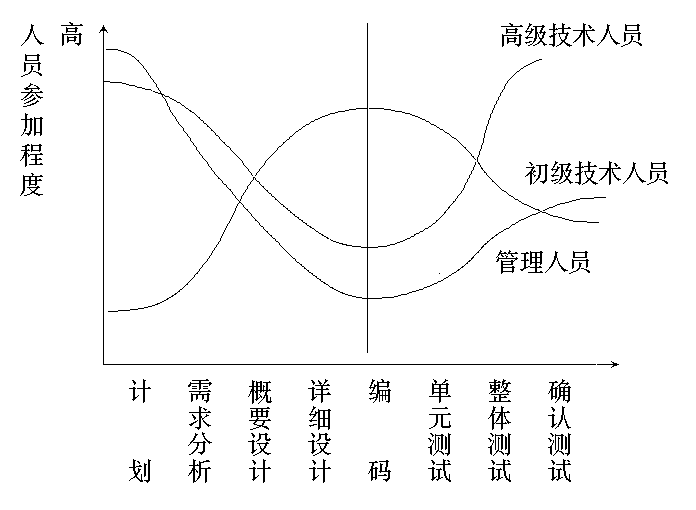 人员参加程度
高
高级技术人员
初级技术人员
管理人员
计划
需求分析
概要设计
详细设计
编码
单元测试
整体测试
确认测试